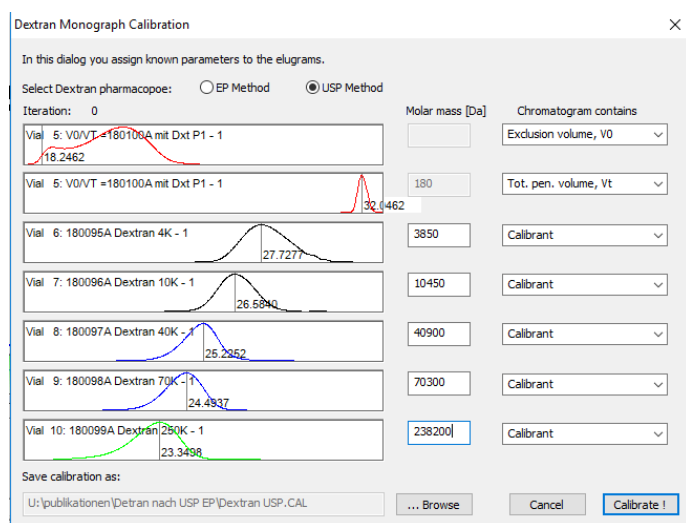 Dextran Monograph Calibration
In this dialog you assign known parameters to the elugrams.
Select Dextran pharmacopoe: EP Method USP Method
Iteration: 0 Molar mass [Da] Chromatogram contains
Vial 5: V0/VT =180100A mit Dxt P1 - 1 Exclusion volume, V0
18.2462
Vial 5: V0/VT =180100A mit Dxt P1 - 1 180 Tot. pen. volume, Vt
32.0462
Vial 6: 180095A Dextran 4K - 1 3850 Calibrant
27.7277
Vial 7: 180096A Dextran 10K - 1 10450 Calibrant
26.5840
Vial 8: 180097A Dextran 40K - 1 40900 Calibrant
25.2352
Vial 9: 180098A Dextran 70K - 1 70300 Calibrant
24.4937
Vial 10: 180099A Dextran 250K - 1 238200 Calibrant
23.3498
Save calibration as:
U:\publikationen\Detran nach USP EP\Dextran USP.CAL ... Browse Cancel Calibrate !